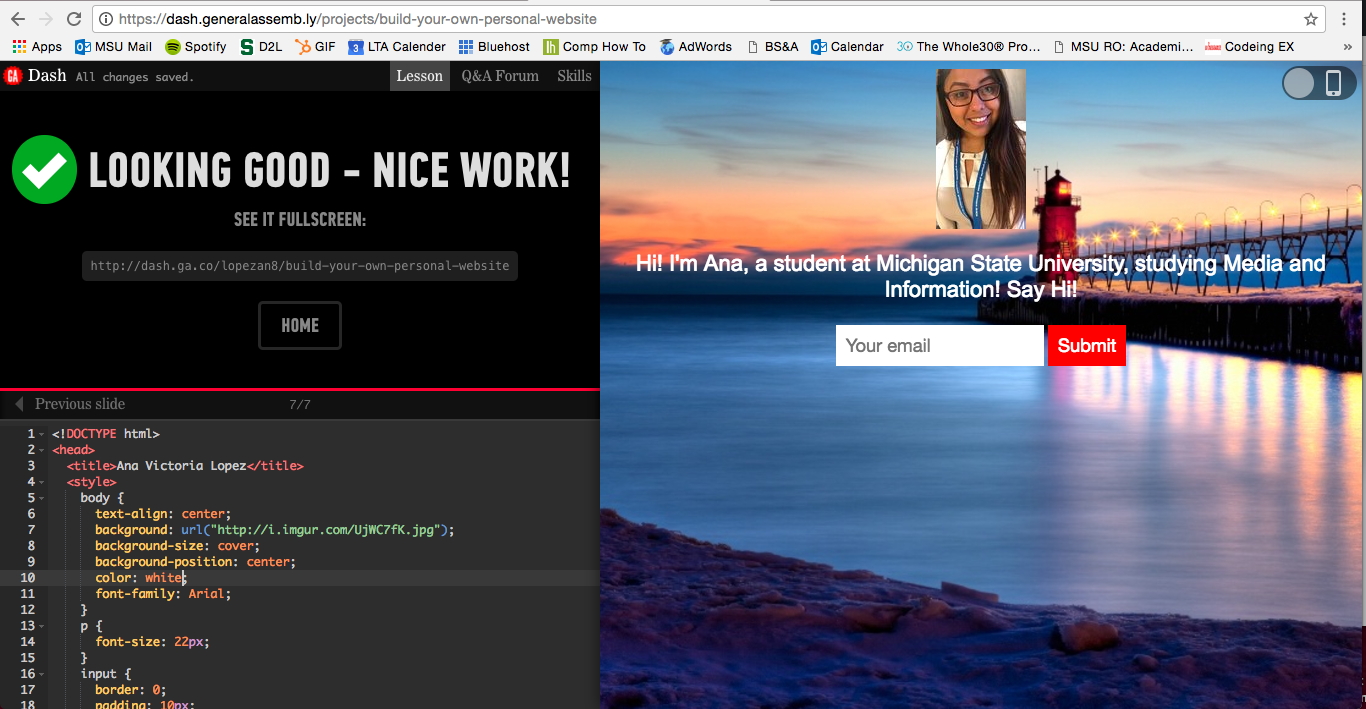 https://dash.generalassemb.ly/projects/build-your-own-personal-website
Apps MSU Mail Spotify D2L GIF LTA Calender Bluehost Comp How To AdWords BS&A Calendar The Whole30® Pro… MSU RO: Academi… Codeing EX »
GA Dash All changes saved. Lesson Q&A Forum Skills
LOOKING GOOD - NICE WORK!
SEE IT FULLSCREEN:
http://dash.ga.co/lopezan8/build-your-own-personal-website
HOME
Previous slide 7/7
1 <!DOCTYPE html>
2 <head>
3 <title>Ana Victoria Lopez</title>
4 <style>
5 body {
6 text-align: center;
7 background: url("http://i.imgur.com/UjWC7fK.jpg");
8 background-size: cover;
9 background-position: center;
10 color: white;
11 font-family: Arial;
12 }
13 p {
14 font-size: 22px;
15 }
16 input {
17 border: 0;
18 padding: 10px;
Hi! I'm Ana, a student at Michigan State University, studying Media and
Information! Say Hi!
Your email Submit